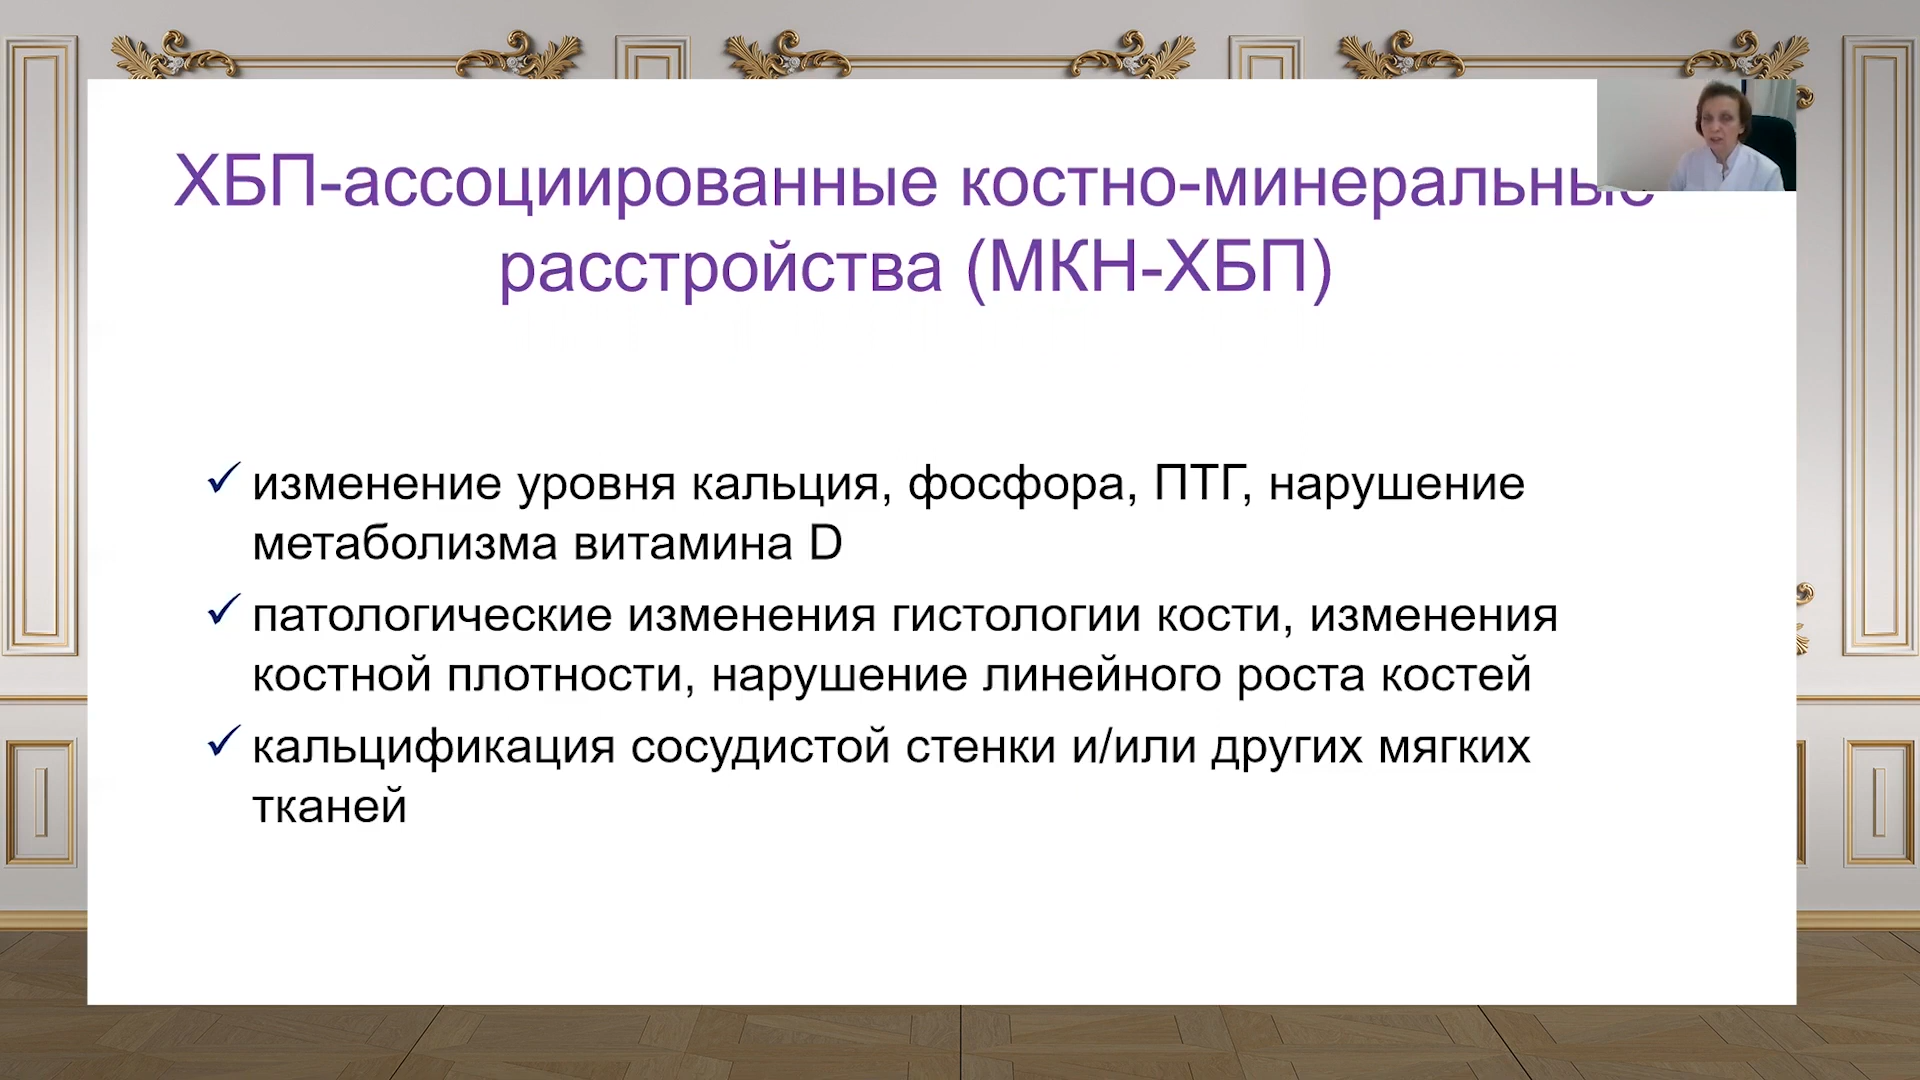 ХБП-ассоциированные костно-минеральные
расстройства (МКН-ХБП)
изменение уровня кальция, фосфора, ПТГ, нарушение
метаболизма витамина D
патологические изменения гистологии кости, изменения
костной плотности, нарушение линейного роста костей
кальцификация сосудистой стенки и/или других мягких
тканей